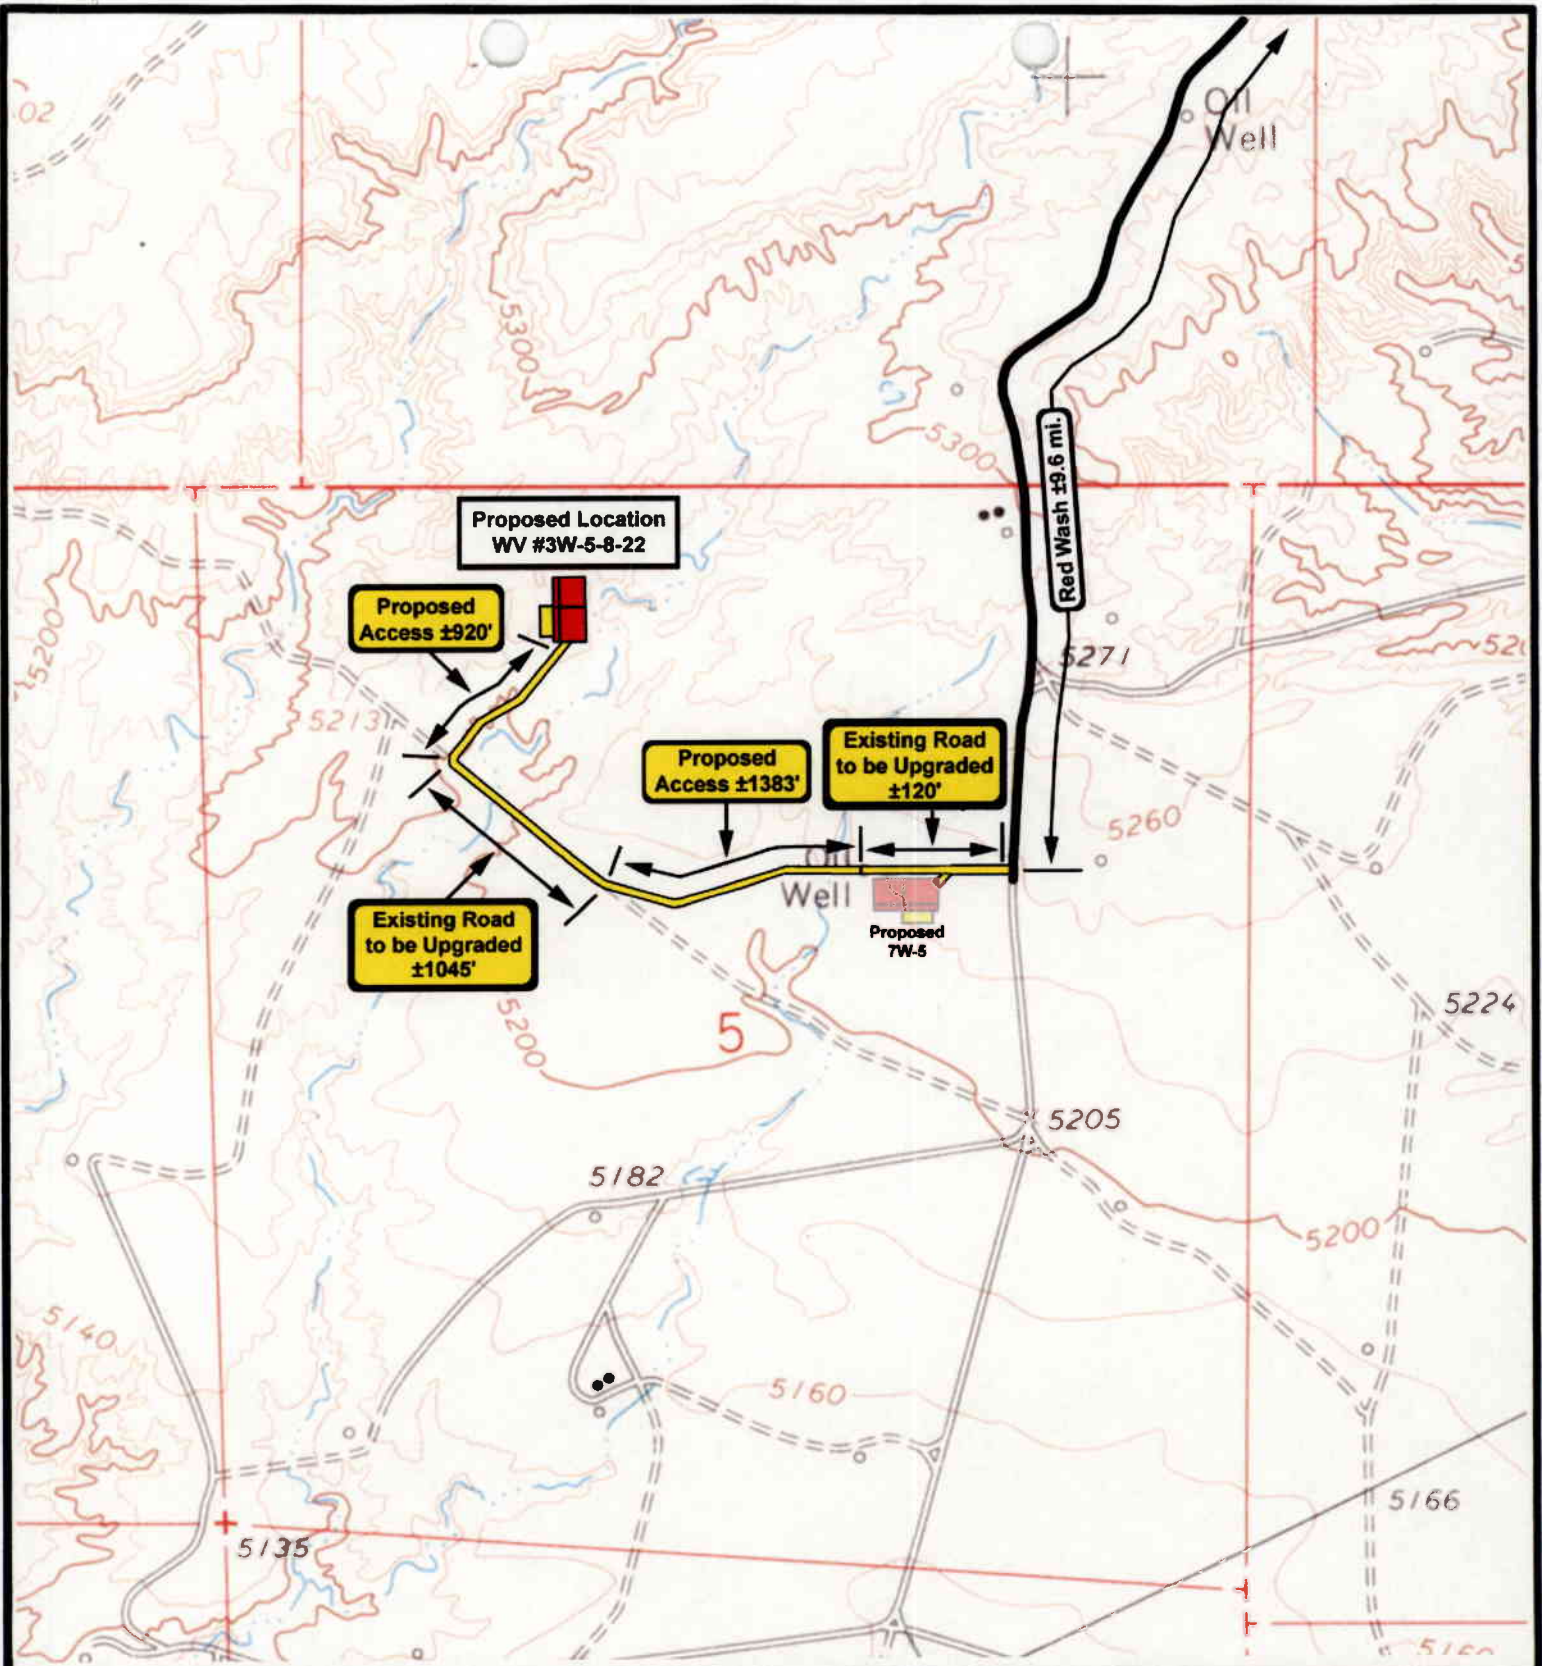 Oil
Well
5300
5300
Red Wash ±9.6 mi.
Proposed Location
WV #3W-5-8-22
Proposed
Access ±920'
5200
5271
5213
Proposed
Access ±1383'
Existing Road
to be Upgraded
±120'
5260
Oil
Well
Proposed
7W-5
Existing Road
to be Upgraded
±1045'
5200
5
5224
5205
5182
5200
5140
5160
5166
5135